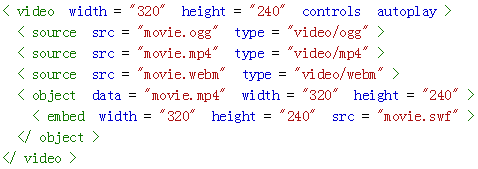 < video width = "320" height = "240" controls autoplay >
< source src = "movie.ogg" type = "video/ogg" >
< source src = "movie.mp4" type = "video/mp4" >
< source src = "movie.webm" type = "video/webm" >
< object data = "movie.mp4" width = "320" height = "240" >
< embed width = "320" height = "240" src = "movie.swf" >
</ object >
</ video >